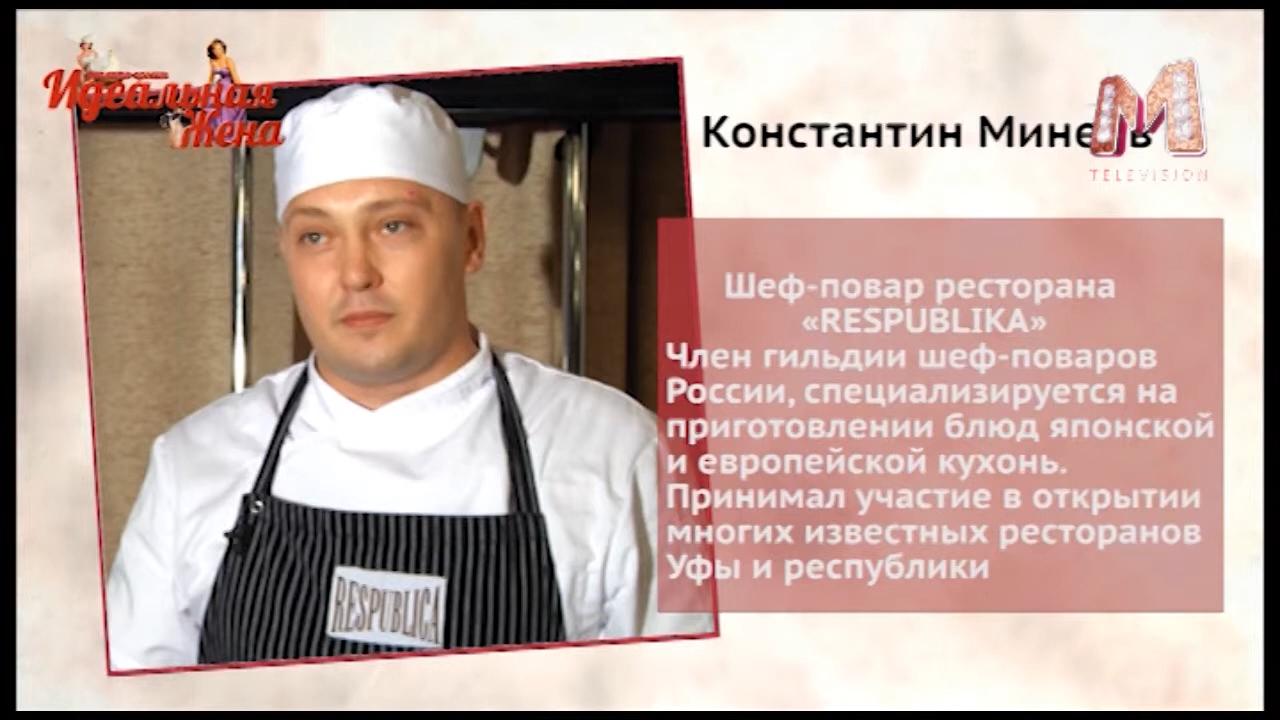 Идеальная
Жена
Константин
M
TELEVISION
Шеф-повар ресторана
«RESPUBLIKA»
Член гильдии шеф-поваров
России, специализируется на
приготовлении блюд японской
и европейской кухонь.
Принимал участие в открытии
многих известных ресторанов
Уфы и республики
RESPUBLICA